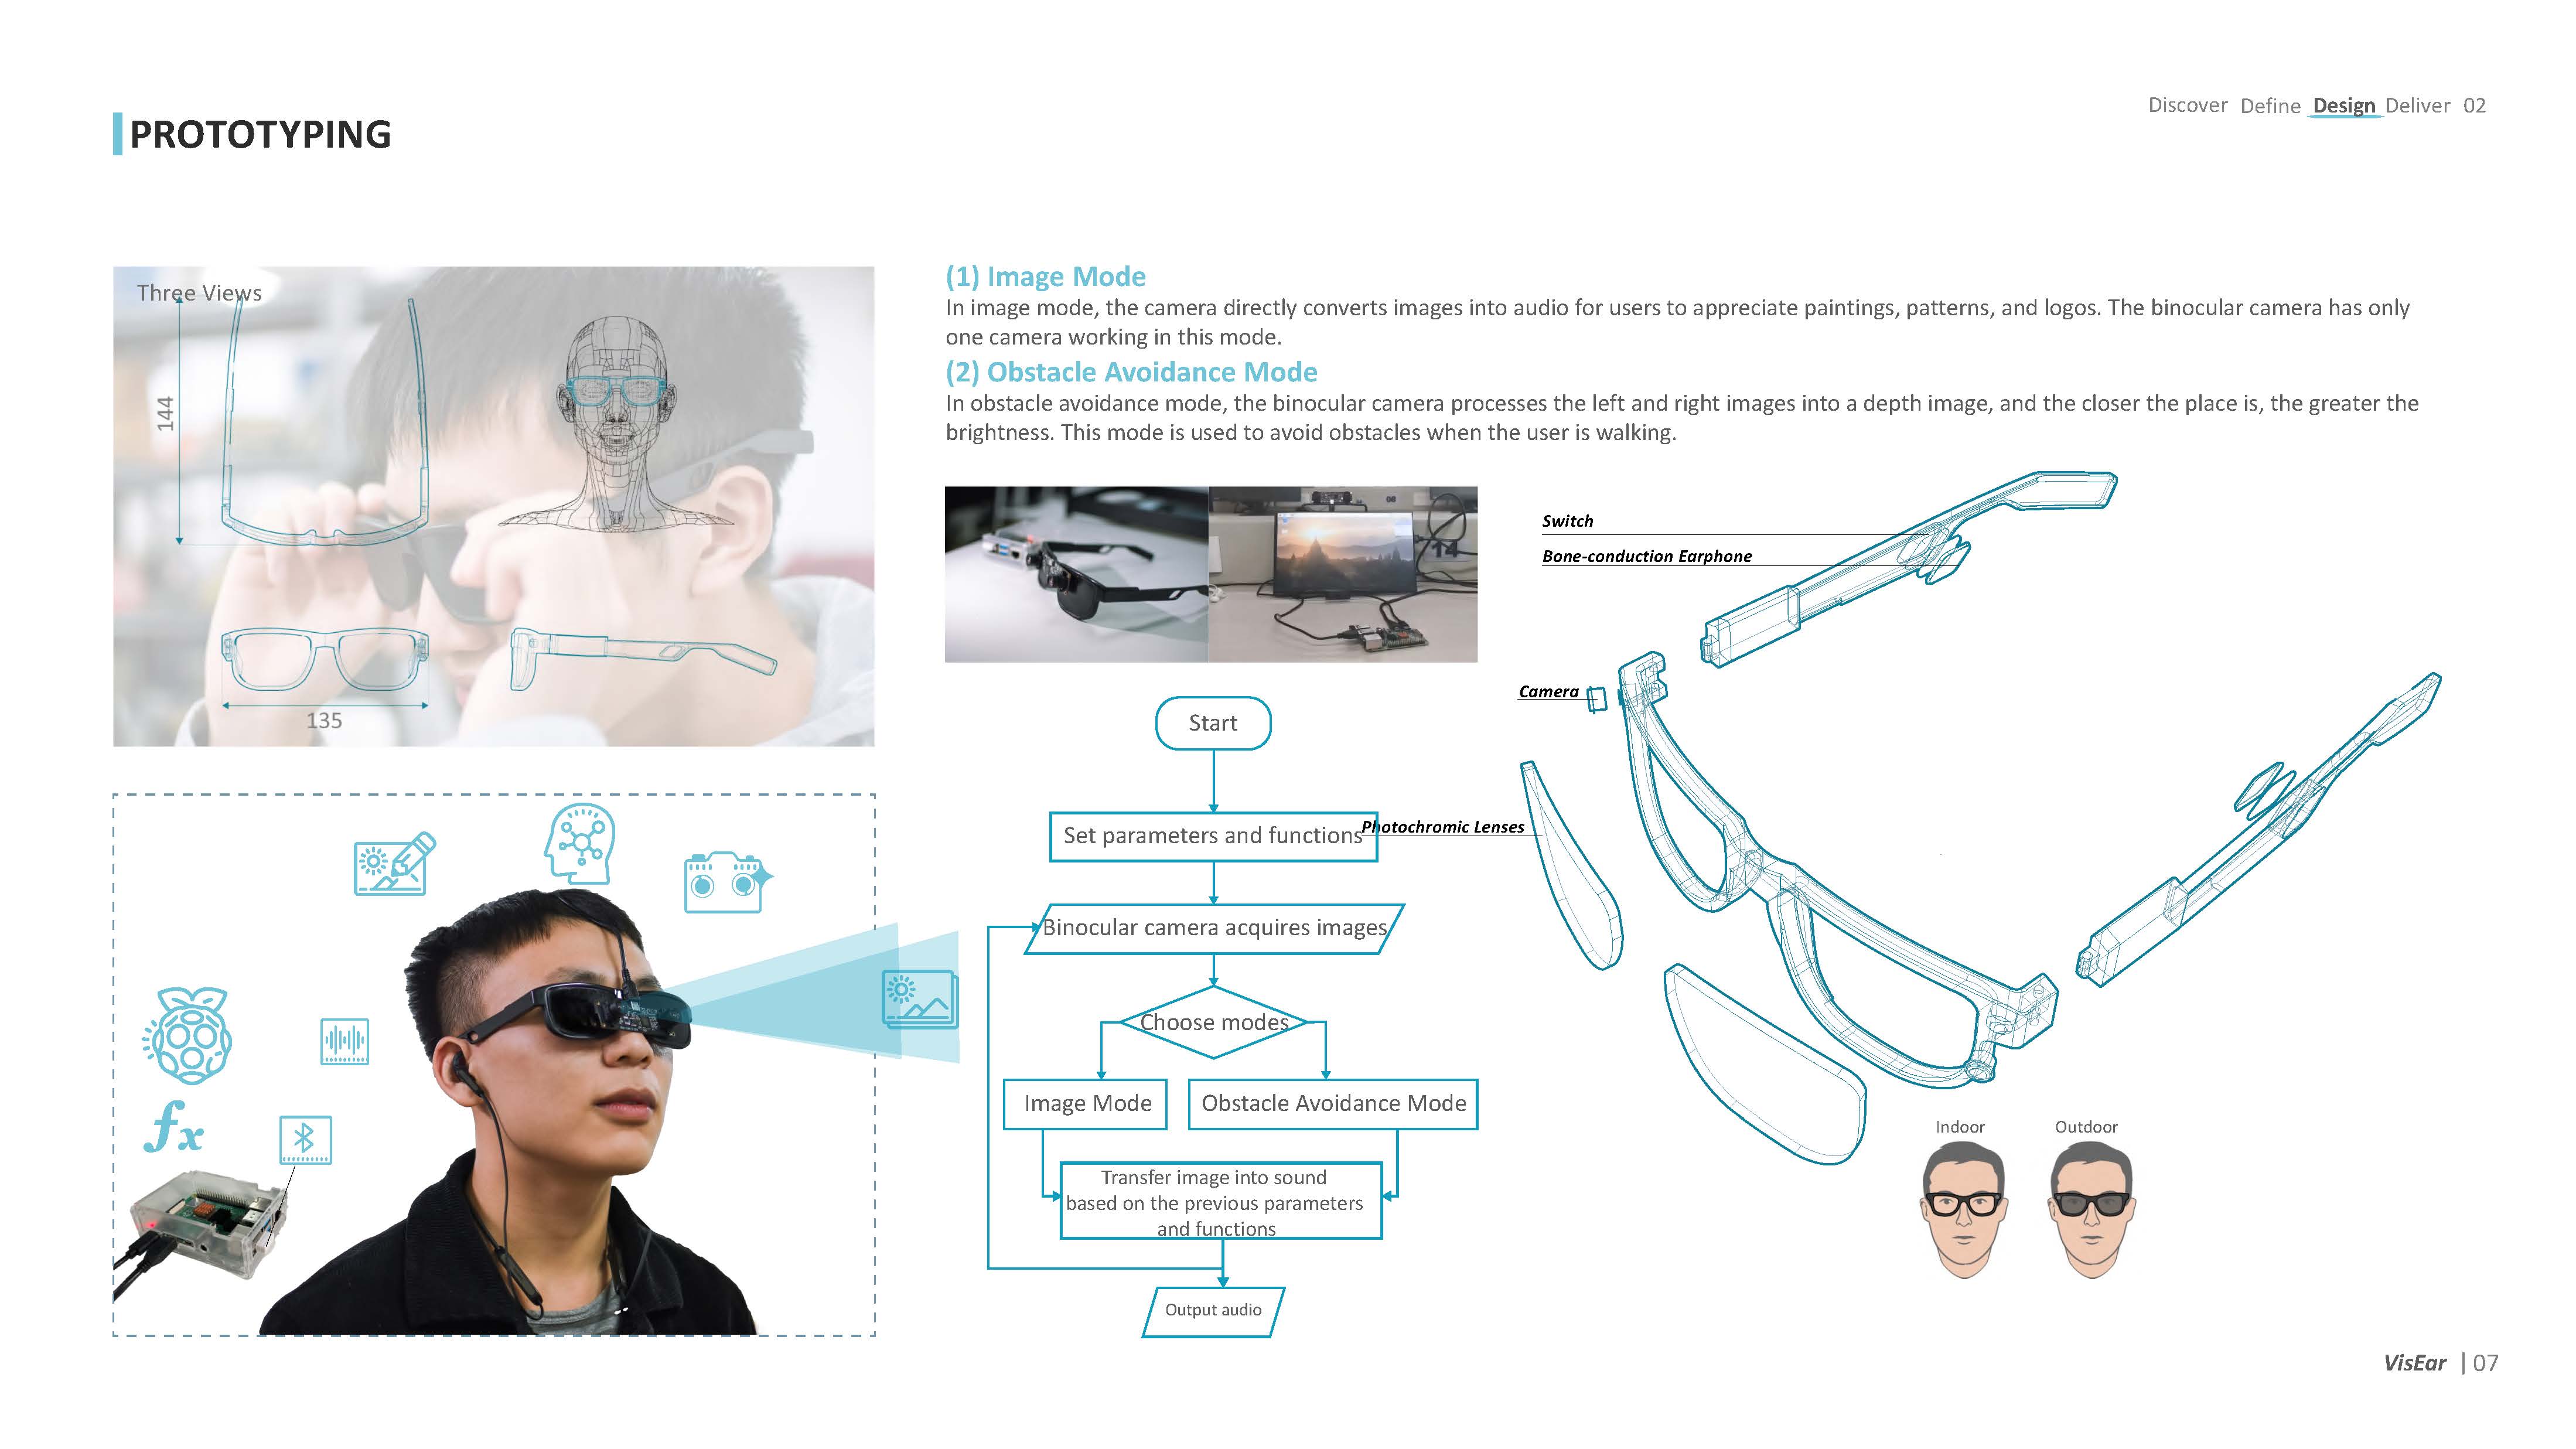 PROTOTYPING
Discover Define Design Deliver 02
Three Views
144
135
(1) Image Mode
In image mode, the camera directly converts images into audio for users to appreciate paintings, patterns, and logos. The binocular camera has only
one camera working in this mode.
(2) Obstacle Avoidance Mode
In obstacle avoidance mode, the binocular camera processes the left and right images into a depth image, and the closer the place is, the greater the
brightness. This mode is used to avoid obstacles when the user is walking.
Switch
Bone-conduction Earphone
Camera
Photochromic Lenses
Start
Set parameters and functions
Binocular camera acquires images
Choose modes
Image Mode
Obstacle Avoidance Mode
Transfer image into sound
based on the previous parameters
and functions
Output audio
fx
Indoor
Outdoor
VisEar | 07